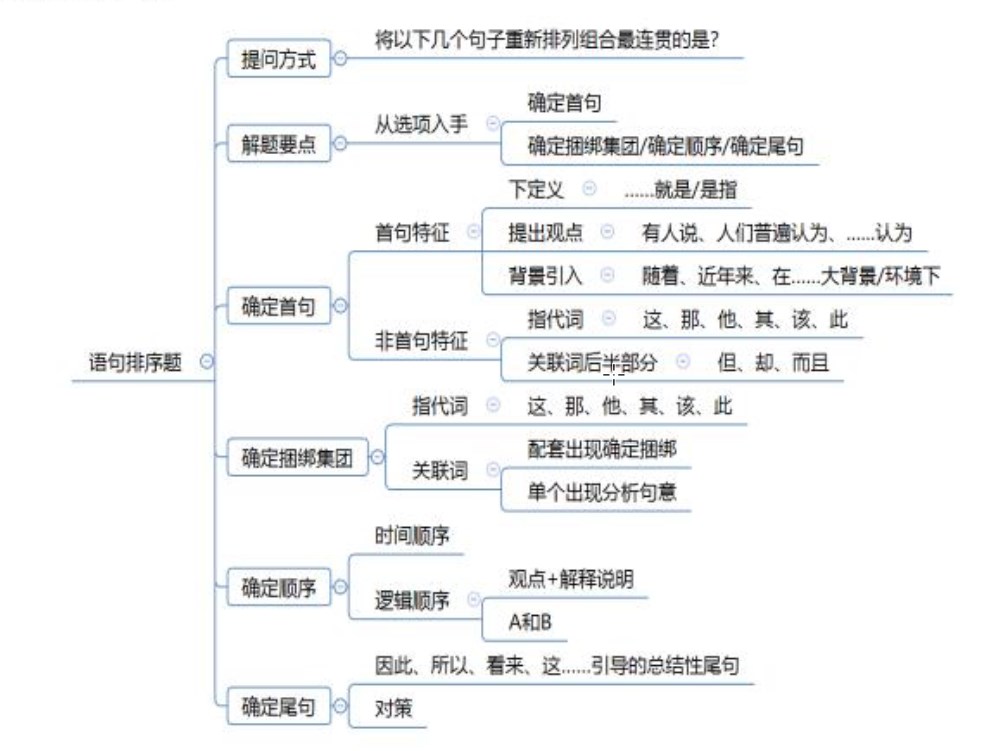 语句排序题
提问方式
将以下几个句子重新排列组合最连贯的是?
解题要点
从选项入手
确定首句
确定捆绑集团/确定顺序/确定尾句
确定首句
首句特征
下定义
……就是/是指
提出观点
有人说、人们普遍认为、……认为
背景引入
随着、近年来、在……大背景/环境下
非首句特征
指代词
这、那、他、其、该、此
关联词后半部分
但、却、而且
确定捆绑集团
指代词
这、那、他、其、该、此
关联词
配套出现确定捆绑
单个出现分析句意
确定顺序
时间顺序
逻辑顺序
观点+解释说明
A和B
确定尾句
因此、所以、看来、这……引导的总结性尾句
对策